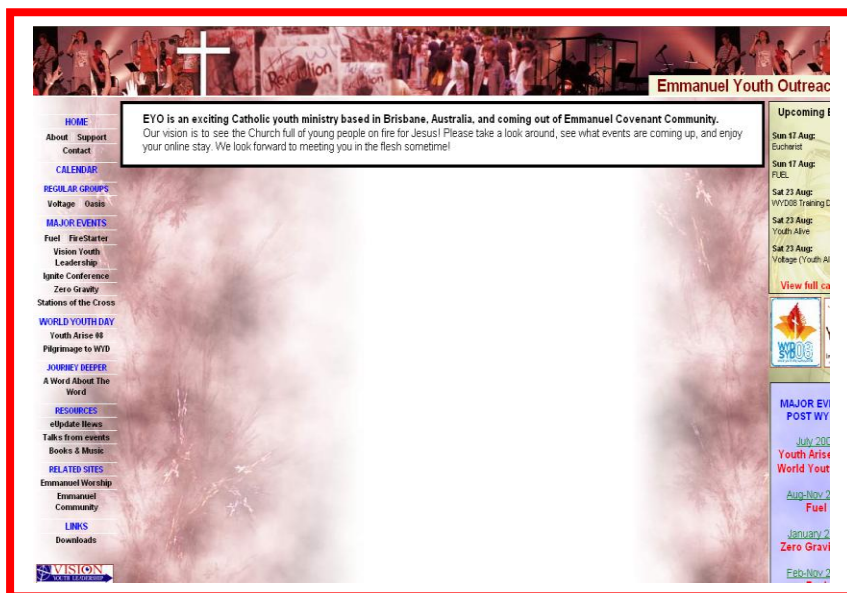 Revolution
Emmanuel Youth Outreac
HOME
About Support
Contact
CALENDAR
REGULAR GROUPS
Voltage Oasis
MAJOR EVENTS
Fuel FireStarter
Vision Youth
Leadership
Ignite Conference
Zero Gravity
Stations of the Cross
WORLD YOUTH DAY
Youth Arise 08
Pilgrimage to WYD
JOURNEY DEEPER
A Word About The
Word
RESOURCES
eUpdate News
Talks from events
Books & Music
RELATED SITES
Emmanuel Worship
Emmanuel
Community
LINKS
Downloads
VISION
YOUTH LEADERSHIP
EYO is an exciting Catholic youth ministry based in Brisbane, Australia, and coming out of Emmanuel Covenant Community.
Our vision is to see the Church full of young people on fire for Jesus! Please take a look around, see what events are coming up, and enjoy
your online stay. We look forward to meeting you in the flesh sometime!
Upcoming E
Sun 17 Aug:
Eucharist
Sun 17 Aug:
FUEL
Sat 23 Aug:
WYD08 Training D
Sat 23 Aug:
Youth Alive
Sat 23 Aug:
Voltage (Youth Al
View full ca
WYD
SYD08
MAJOR EVE
POST WY
July 200
Youth Arise
World Yout
Aug-Nov 2
Fuel
January 2
Zero Gravi
Feb-Nov 2